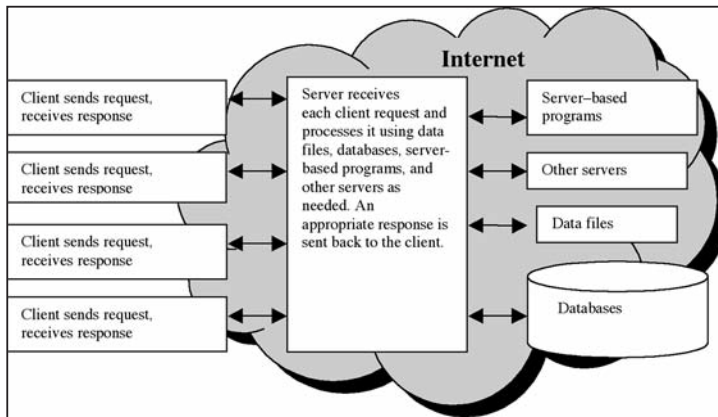 Internet
Client sends request,
receives response
Client sends request,
receives response
Client sends request,
receives response
Client sends request,
receives response
Server receives
each client request and
processes it using data
files, databases, server-
based programs, and
other servers as
needed. An
appropriate response is
sent back to the client.
Server–based
programs
Other servers
Data files
Databases